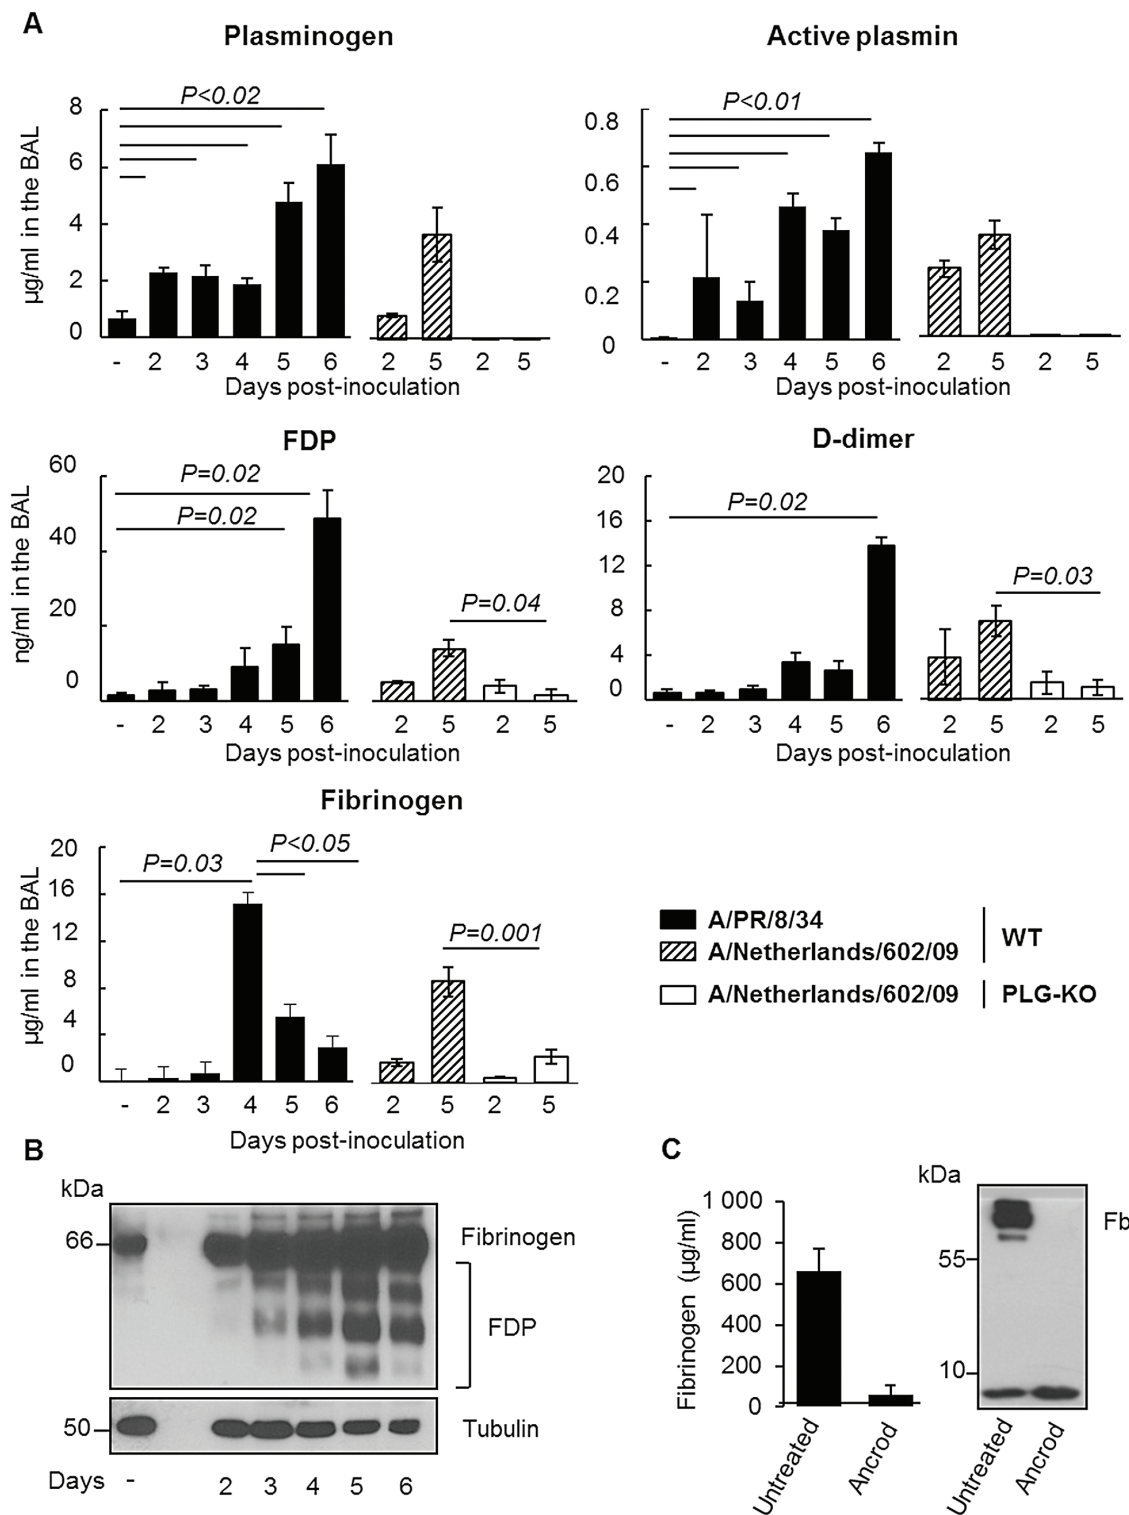 A
Plasminogen
Active plasmin
µg/ml in the BAL
8
6
4
2
0
P<0.02
- 2 3 4 5 6 2 5 2 5
Days post-inoculation
0.8
0.6
0.4
0.2
0
P<0.01
- 2 3 4 5 6 2 5 2 5
Days post-inoculation
FDP
D-dimer
ng/ml in the BAL
60
40
20
0
P=0.02
P=0.02
P=0.04
- 2 3 4 5 6 2 5 2 5
Days post-inoculation
20
16
12
8
4
0
P=0.02
P=0.03
- 2 3 4 5 6 2 5 2 5
Days post-inoculation
Fibrinogen
µg/ml in the BAL
20
16
12
8
4
0
P=0.03
P<0.05
P=0.001
- 2 3 4 5 6 2 5 2 5
Days post-inoculation
A/PR/8/34
A/Netherlands/602/09
WT
A/Netherlands/602/09
PLG-KO
B
kDa
66
Fibrinogen
FDP
50
Tubulin
Days - 2 3 4 5 6
C
Fibrinogen (µg/ml)
1 000
800
600
400
200
0
Untreated
Ancrod
kDa
55
10
Fb
Untreated
Ancrod